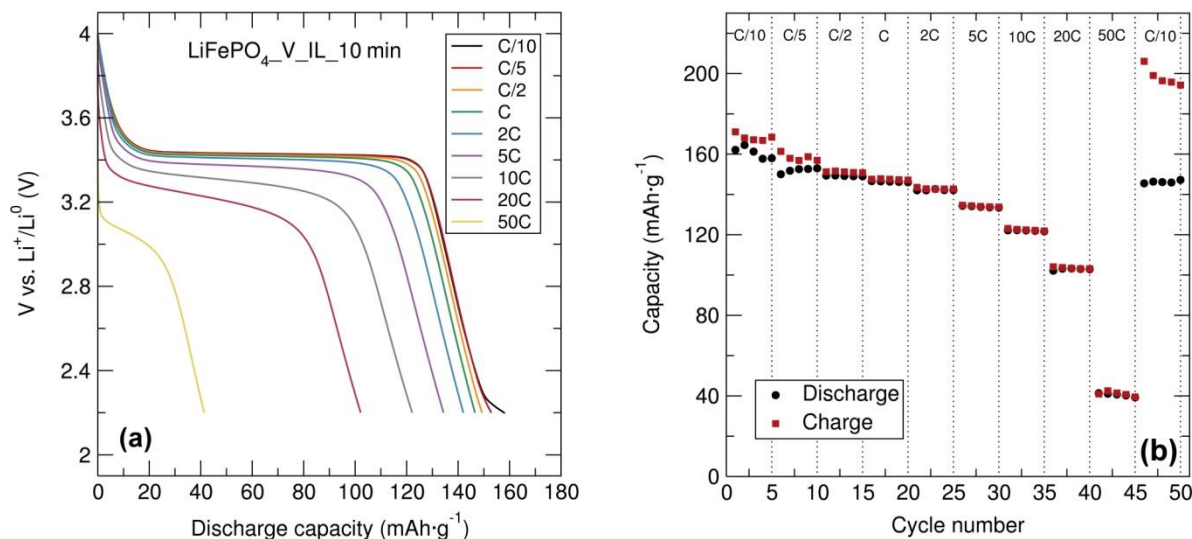 LiFePO₄_V_IL_10 min
C/10
C/5
C/2
C
2C
5C
10C
20C
50C
4
3.6
3.2
2.8
2.4
2
V vs. Li⁺/Li⁰ (V)
(a)
0 20 40 60 80 100 120 140 160 180
Discharge capacity (mAh·g⁻¹)
C/10 C/5 C/2 C 2C 5C 10C 20C 50C C/10
200
160
120
80
40
0
Capacity (mAh·g⁻¹)
Discharge
Charge
(b)
0 5 10 15 20 25 30 35 40 45 50
Cycle number